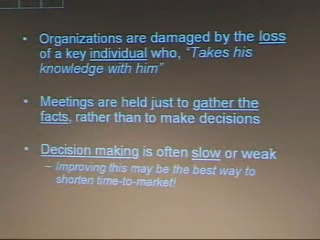 • Organizations are damaged by the loss
of a key individual who, "Takes his
knowledge with him"
• Meetings are held just to gather the
facts, rather than to make decisions
• Decision making is often slow or weak
– Improving this may be the best way to
shorten time-to-market!